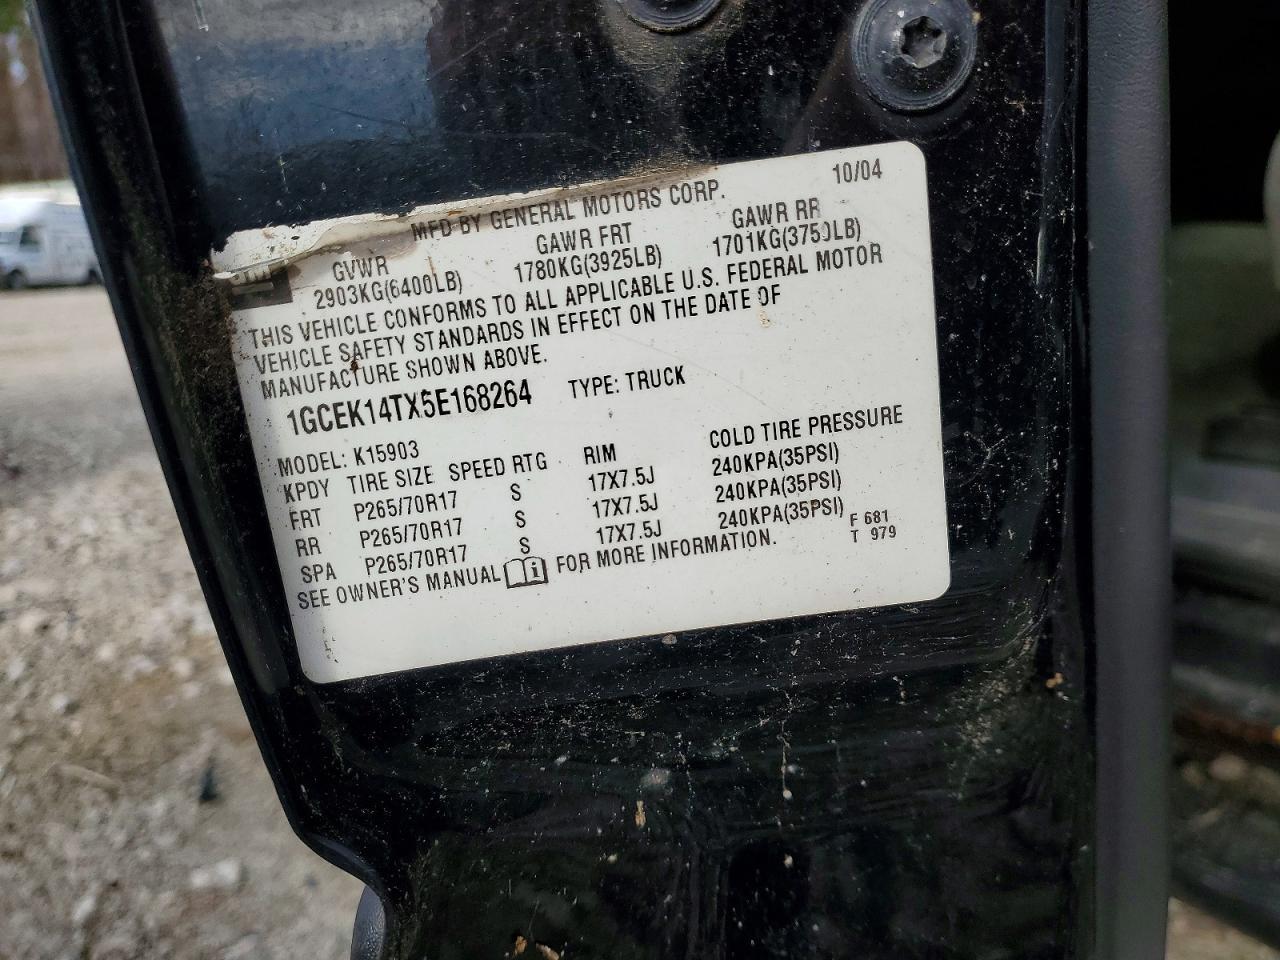 MFD BY GENERAL MOTORS CORP. 10/04
GVWR GAWR FRT GAWR RR
2903KG(6400LB) 1780KG(3925LB) 1701KG(3750LB)
THIS VEHICLE CONFORMS TO ALL APPLICABLE U.S. FEDERAL MOTOR
VEHICLE SAFETY STANDARDS IN EFFECT ON THE DATE OF
MANUFACTURE SHOWN ABOVE.
1GCEK14TX5E168264 TYPE: TRUCK
MODEL: K15903
KPDY TIRE SIZE SPEED RTG RIM COLD TIRE PRESSURE
FRT P265/70R17 S 17X7.5J 240KPA(35PSI)
RR P265/70R17 S 17X7.5J 240KPA(35PSI)
SPA P265/70R17 S 17X7.5J 240KPA(35PSI)
SEE OWNER'S MANUAL FOR MORE INFORMATION.
F 681
T 979